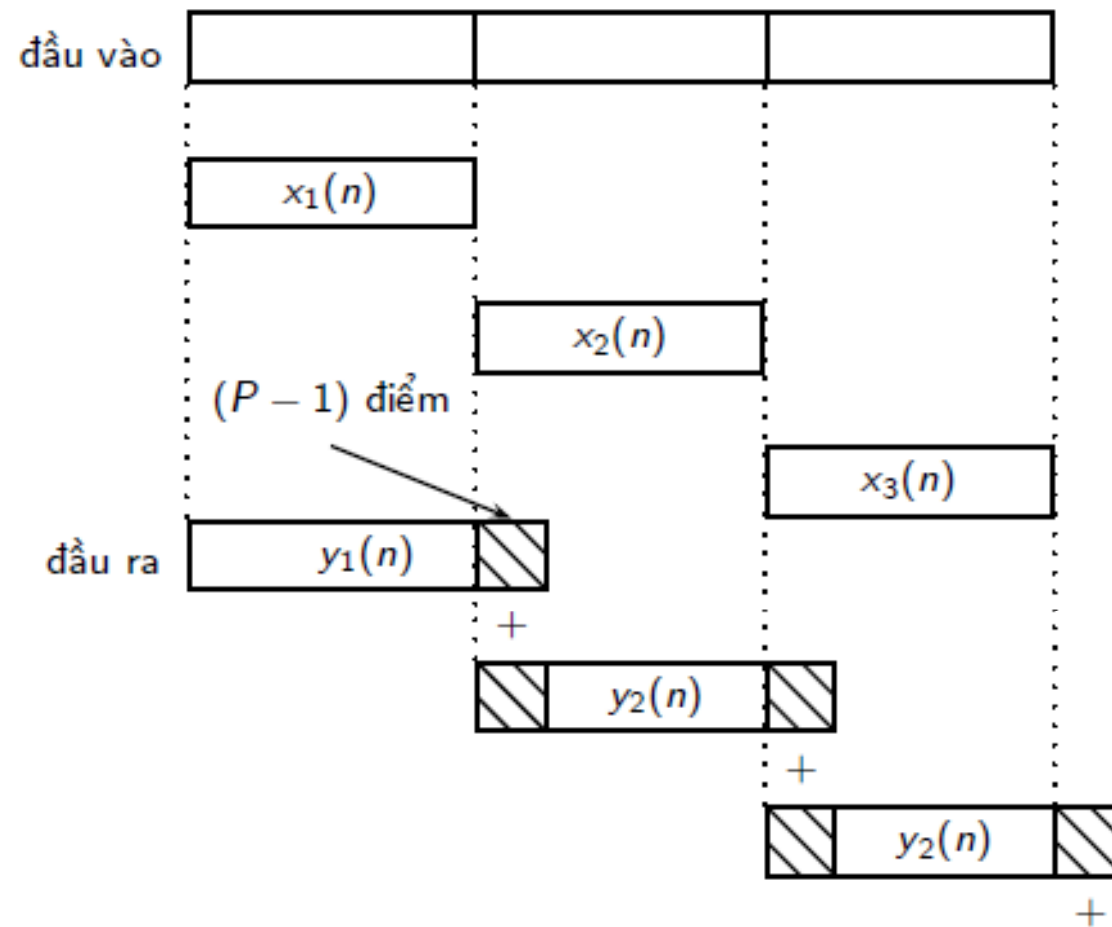 đầu vào
x₁(n)
x₂(n)
(P − 1) điểm
x₃(n)
đầu ra
y₁(n)
+
y₂(n)
+
y₂(n)
+